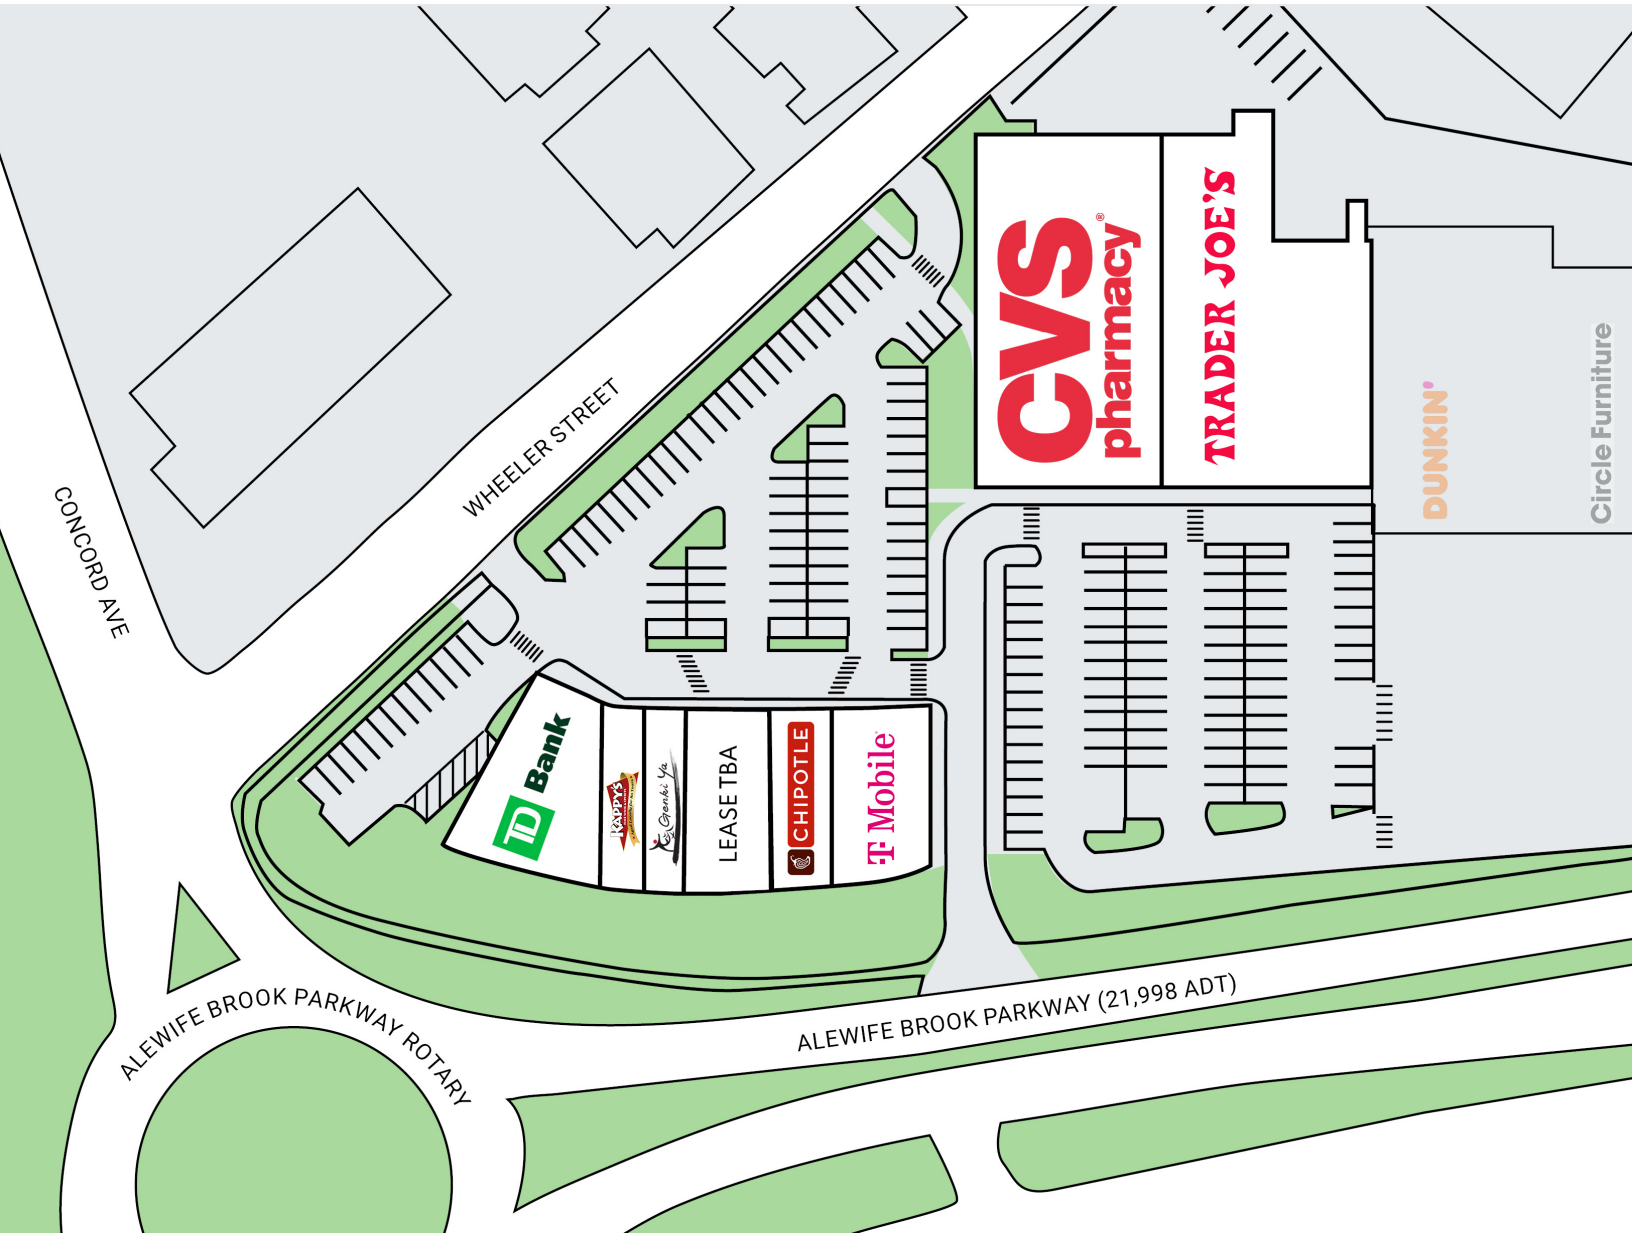 CVS
pharmacy®
TRADER JOE'S
DUNKIN'
Circle Furniture
WHEELER STREET
CONCORD AVE
TD Bank
KAPPY'S
Genki Ya
LEASE TBA
CHIPOTLE
T Mobile
ALEWIFE BROOK PARKWAY (21,998 ADT)
ALEWIFE BROOK PARKWAY ROTARY